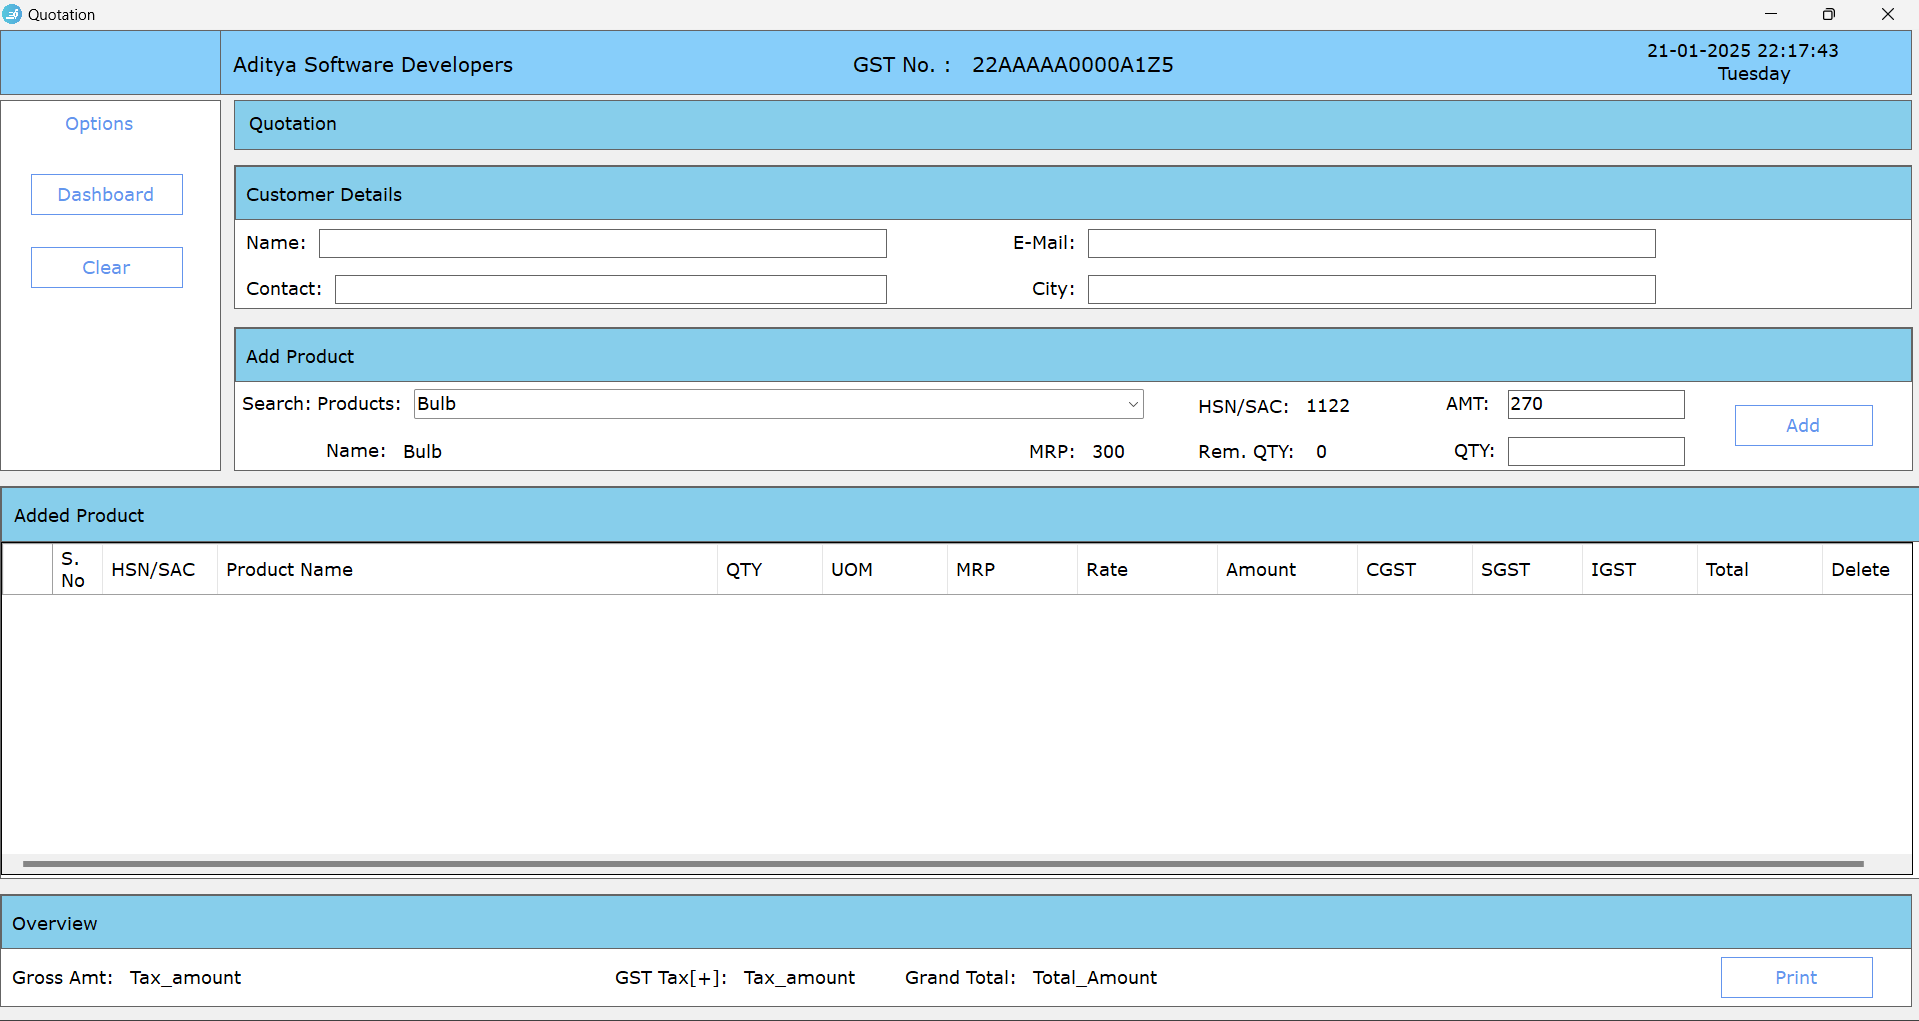 Quotation
Aditya Software Developers
GST No. : 22AAAAA0000A1Z5
21-01-2025 22:17:43
Tuesday
Options
Dashboard
Clear
Quotation
Customer Details
Name:
E-Mail:
Contact:
City:
Add Product
Search: Products: Bulb
HSN/SAC: 1122
AMT: 270
Add
Name: Bulb
MRP: 300
Rem. QTY: 0
QTY:
Added Product
S. No
HSN/SAC
Product Name
QTY
UOM
MRP
Rate
Amount
CGST
SGST
IGST
Total
Delete
Overview
Gross Amt: Tax_amount
GST Tax[+]: Tax_amount
Grand Total: Total_Amount
Print